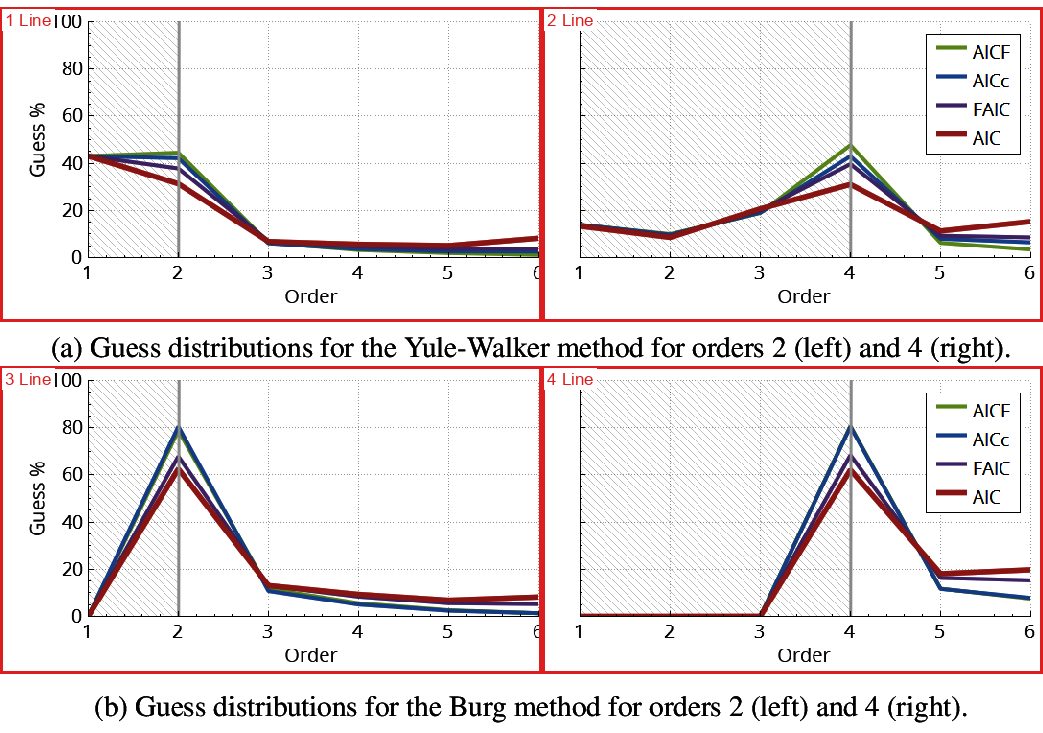 1 Line
100
80
60
40
20
0
Guess %
1 2 3 4 5 6
Order
2 Line
AICF
AICc
FAIC
AIC
1 2 3 4 5 6
Order
(a) Guess distributions for the Yule-Walker method for orders 2 (left) and 4 (right).
3 Line
100
80
60
40
20
0
Guess %
1 2 3 4 5 6
Order
4 Line
AICF
AICc
FAIC
AIC
1 2 3 4 5 6
Order
(b) Guess distributions for the Burg method for orders 2 (left) and 4 (right).